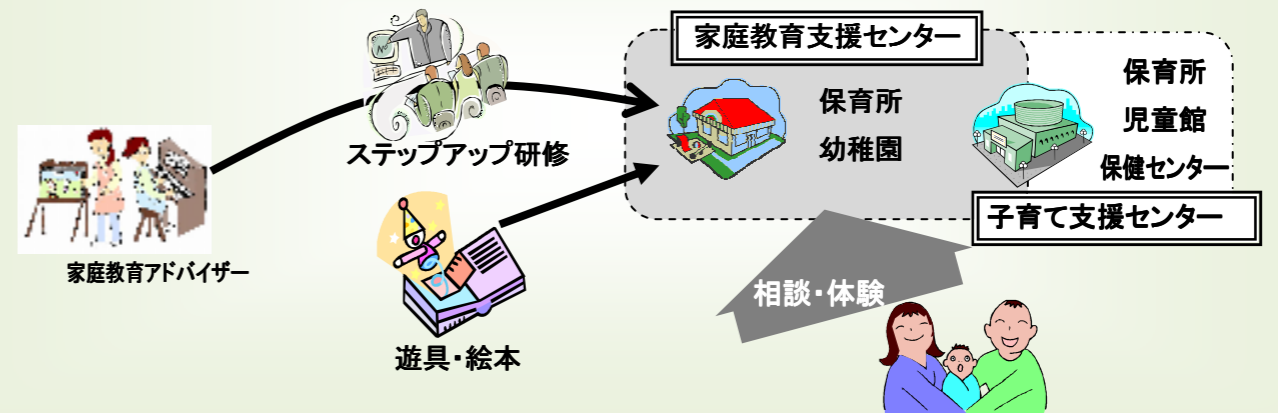 家庭教育支援センター
保育所
幼稚園
保育所
児童館
保健センター
子育て支援センター
ステップアップ研修
家庭教育アドバイザー
遊具・絵本
相談・体験